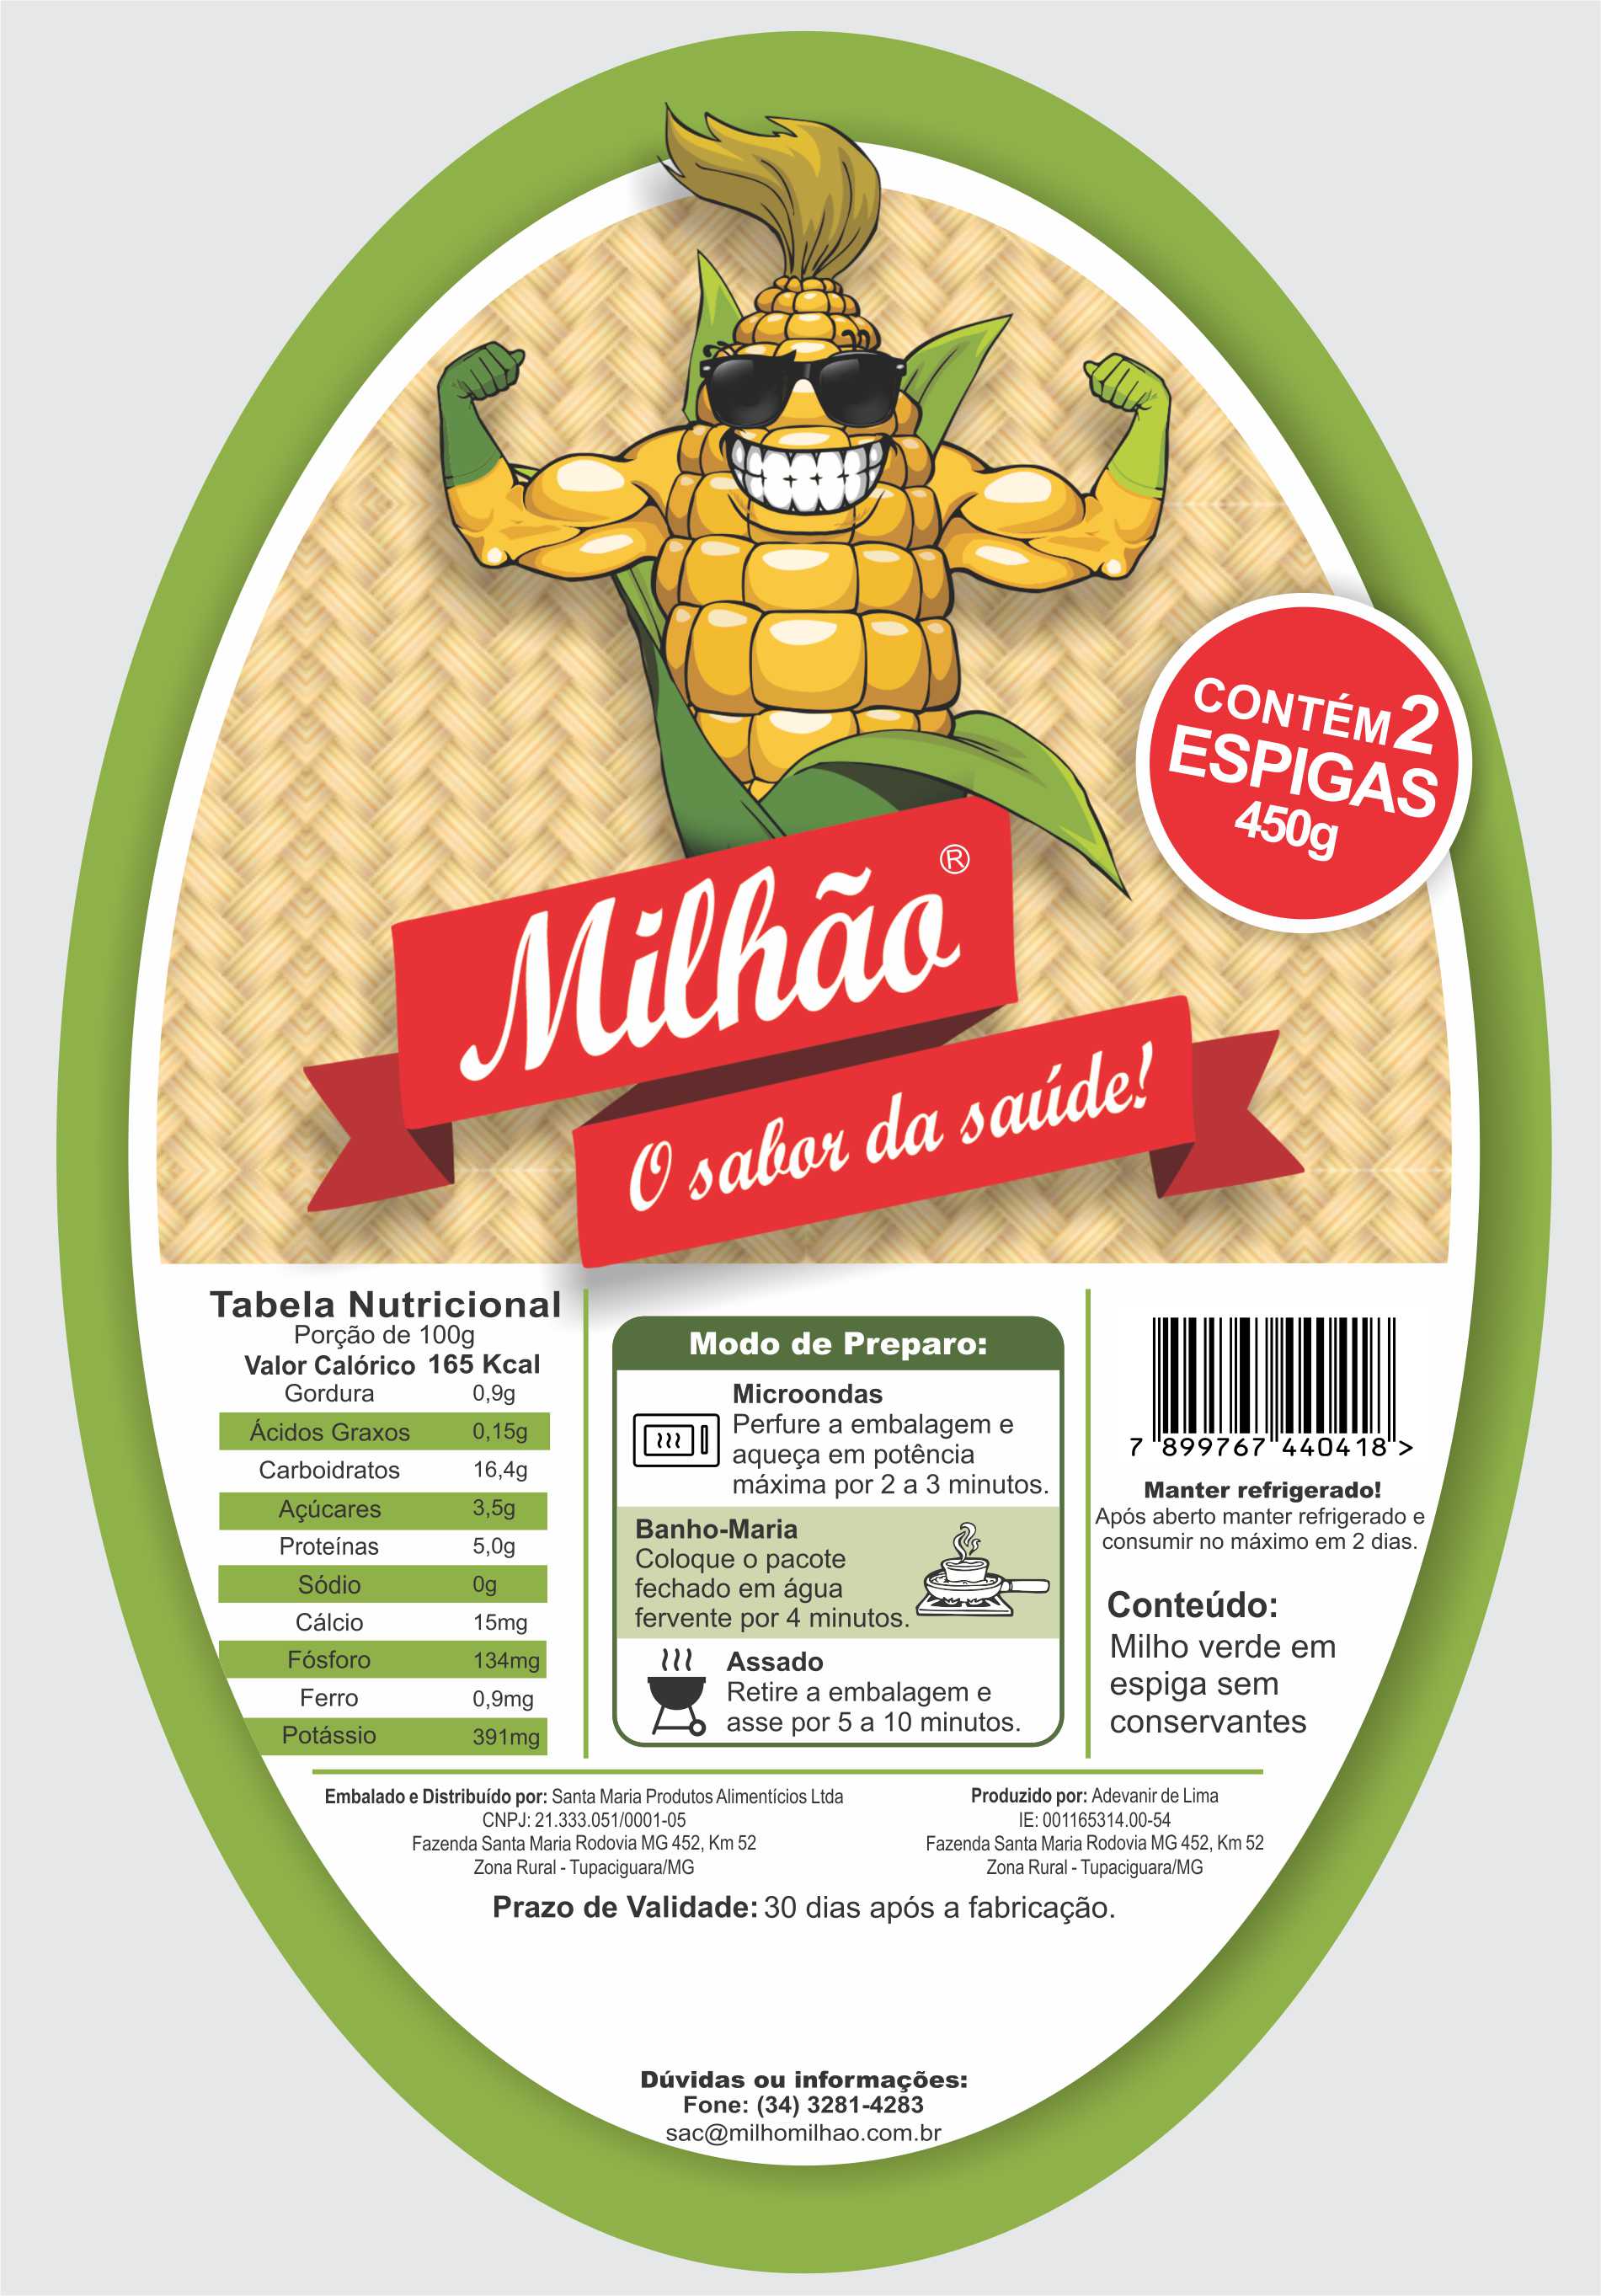 CONTÉM 2
ESPIGAS
450g
Milhão®
O sabor da saúde!
Tabela Nutricional
Porção de 100g
Valor Calórico 165 Kcal
Gordura 0,9g
Ácidos Graxos 0,15g
Carboidratos 16,4g
Açúcares 3,5g
Proteínas 5,0g
Sódio 0g
Cálcio 15mg
Fósforo 134mg
Ferro 0,9mg
Potássio 391mg
Modo de Preparo:
Microondas
Perfure a embalagem e
aqueça em potência
máxima por 2 a 3 minutos.
Banho-Maria
Coloque o pacote
fechado em água
fervente por 4 minutos.
Assado
Retire a embalagem e
asse por 5 a 10 minutos.
7 899767 440418 >
Manter refrigerado!
Após aberto manter refrigerado e
consumir no máximo em 2 dias.
Conteúdo:
Milho verde em
espiga sem
conservantes
Embalado e Distribuído por: Santa Maria Produtos Alimentícios Ltda
CNPJ: 21.333.051/0001-05
Fazenda Santa Maria Rodovia MG 452, Km 52
Zona Rural - Tupaciguara/MG
Produzido por: Adevanir de Lima
IE: 001165314.00-54
Fazenda Santa Maria Rodovia MG 452, Km 52
Zona Rural - Tupaciguara/MG
Prazo de Validade: 30 dias após a fabricação.
Dúvidas ou informações:
Fone: (34) 3281-4283
sac@milhomilhao.com.br